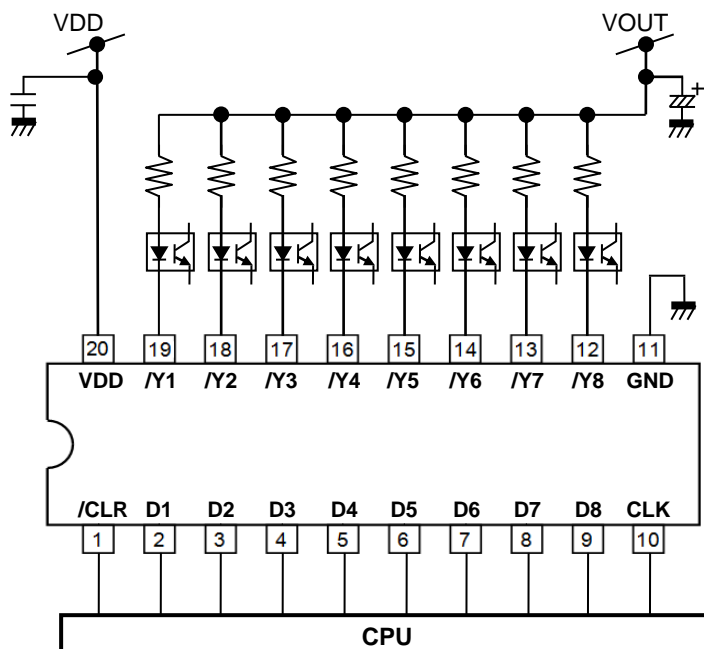 VDD VOUT
+
20 19 18 17 16 15 14 13 12 11
VDD /Y1 /Y2 /Y3 /Y4 /Y5 /Y6 /Y7 /Y8 GND
/CLR D1 D2 D3 D4 D5 D6 D7 D8 CLK
1 2 3 4 5 6 7 8 9 10
CPU